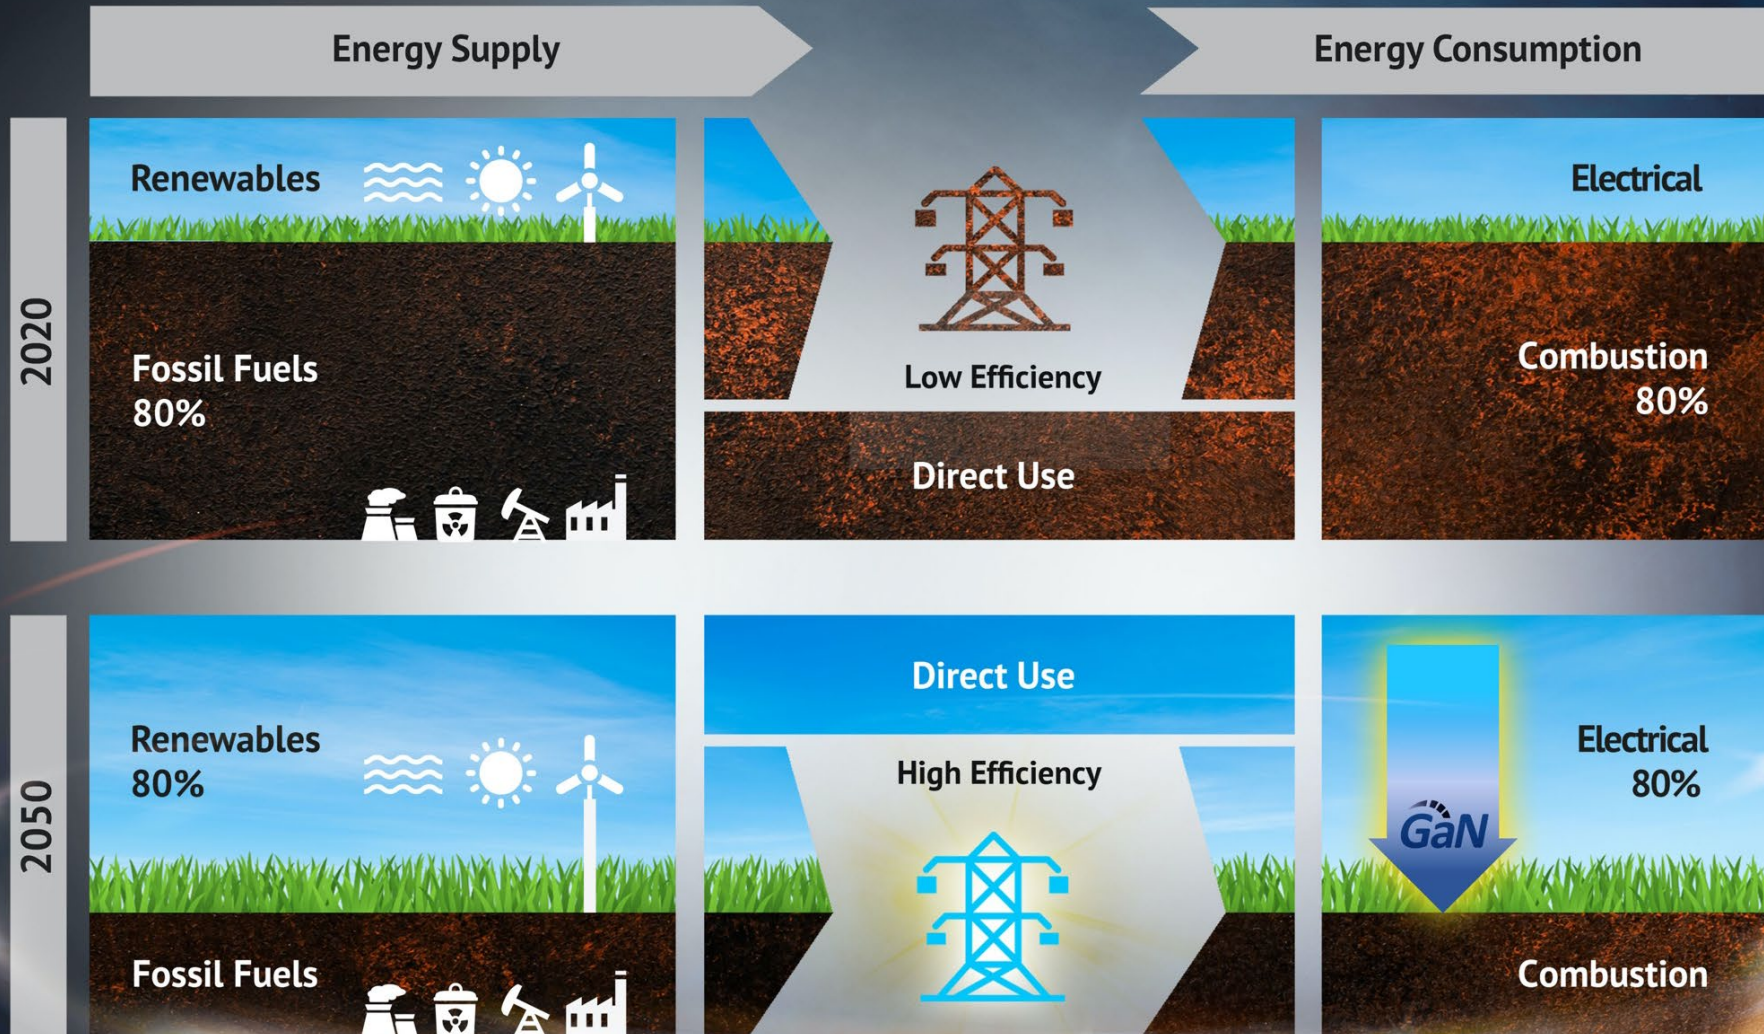 Energy Supply
Energy Consumption
2020
Renewables
Fossil Fuels
80%
Low Efficiency
Direct Use
Electrical
Combustion
80%
2050
Renewables
80%
Fossil Fuels
Direct Use
High Efficiency
GaN
Electrical
80%
Combustion